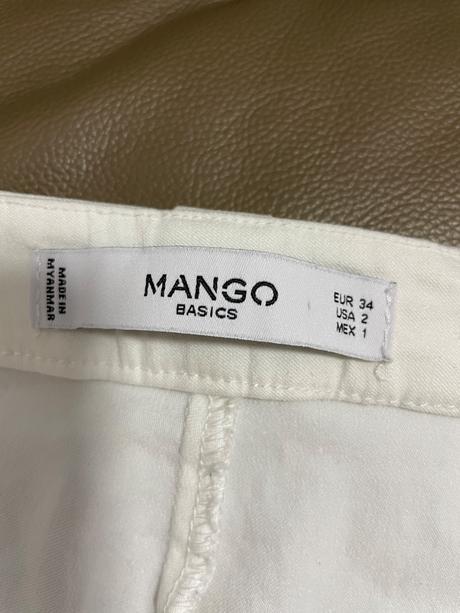 MADE IN
MYANMAR
MANGO
BASICS
EUR 34
USA 2
MEX 1